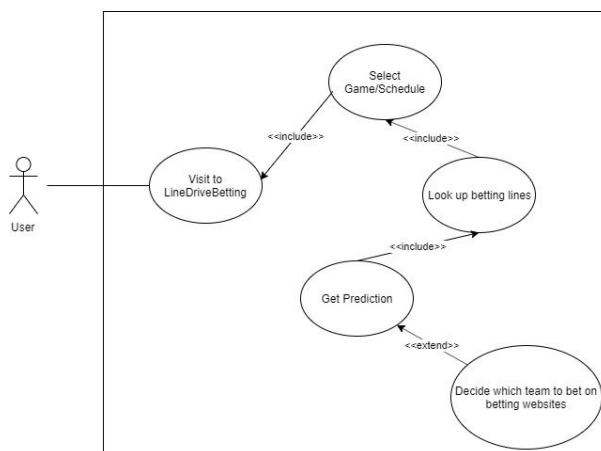 Select
Game/Schedule
<<include>>
<<include>>
Visit to
LineDriveBetting
Look up betting lines
User
<<include>>
Get Prediction
<<extend>>
Decide which team to bet on
betting websites